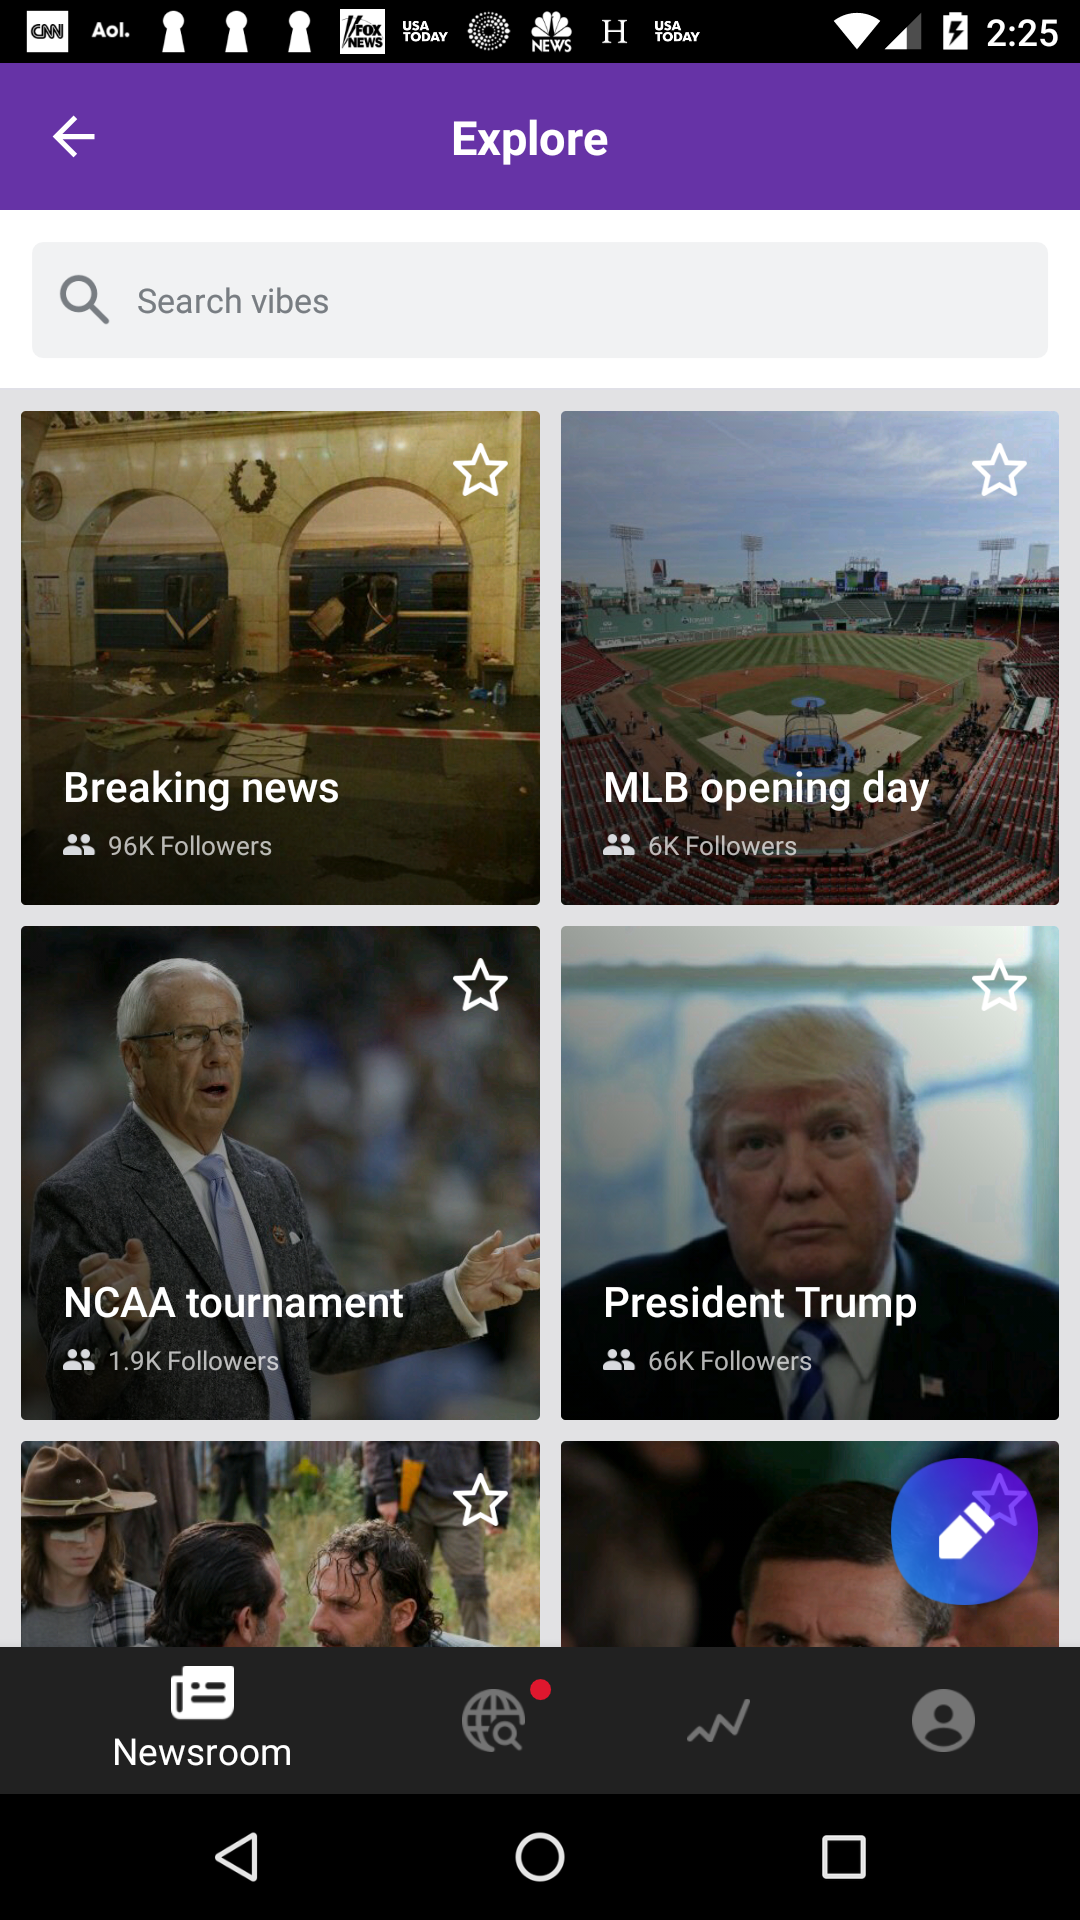 CNN Aol. FOX NEWS USA TODAY NEWS H USA TODAY 2:25
Explore
Search vibes
Breaking news
96K Followers
MLB opening day
6K Followers
NCAA tournament
1.9K Followers
President Trump
66K Followers
Newsroom